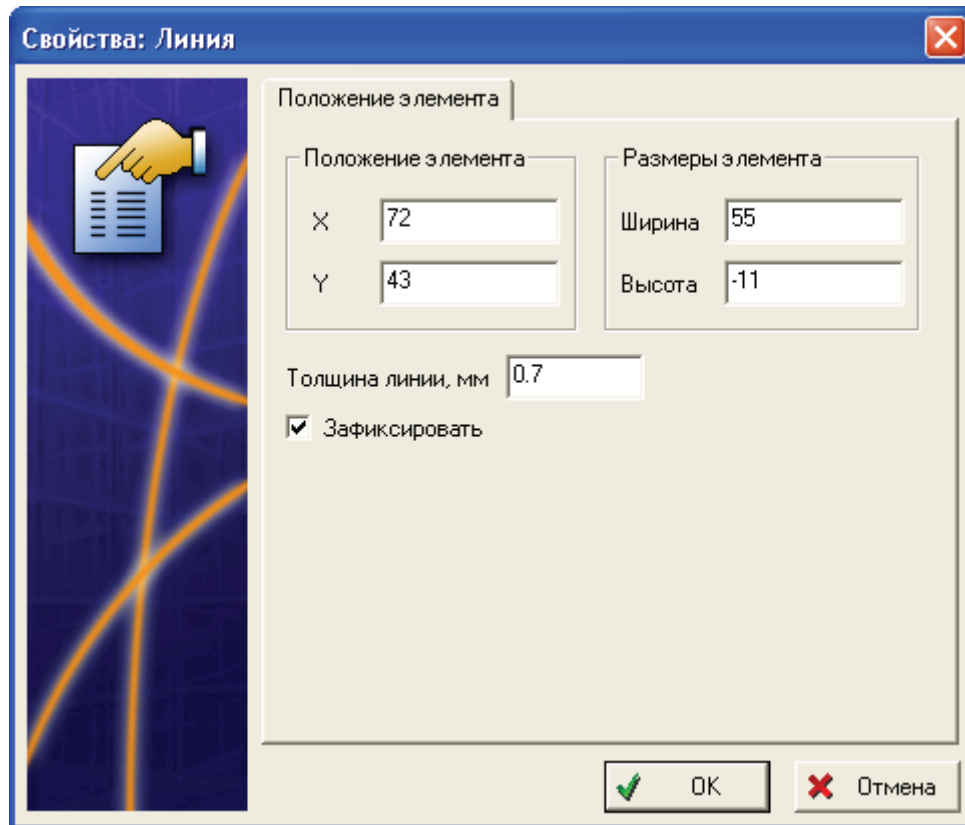 Свойства: Линия
Положение элемента
Положение элемента
Размеры элемента
X 72
Ширина 55
Y 43
Высота -11
Толщина линии, мм 0.7
Зафиксировать
OK
Отмена